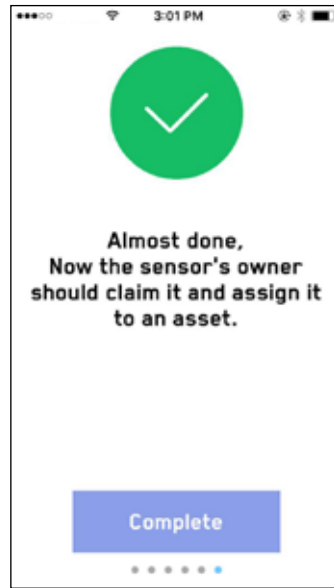 3:01 PM
Almost done,
Now the sensor's owner
should claim it and assign it
to an asset.
Complete